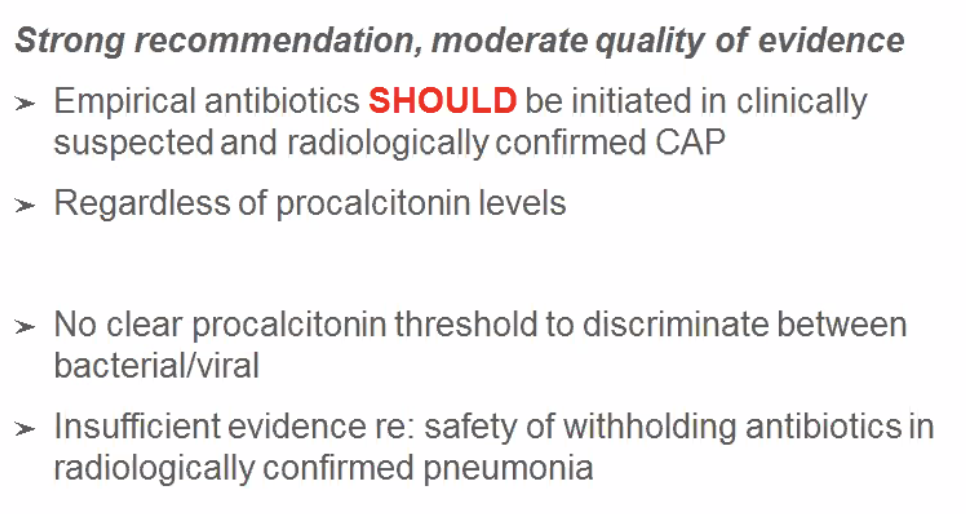 Strong recommendation, moderate quality of evidence
➢ Empirical antibiotics SHOULD be initiated in clinically
suspected and radiologically confirmed CAP
➢ Regardless of procalcitonin levels
➢ No clear procalcitonin threshold to discriminate between
bacterial/viral
➢ Insufficient evidence re: safety of withholding antibiotics in
radiologically confirmed pneumonia